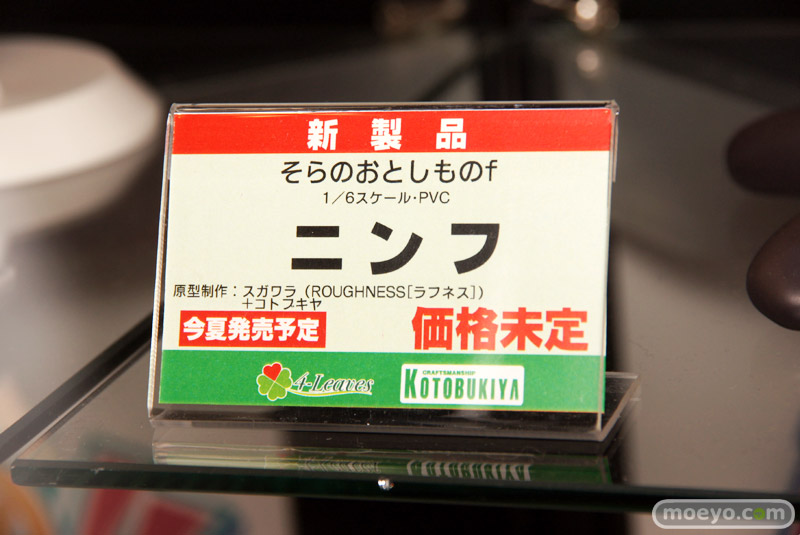 新製品
そらのおとしものf
1/6スケール・PVC
ニンフ
原型制作：スガワラ（ROUGHNESS[ラフネス]）
＋コトブキヤ
今夏発売予定
価格未定
4-Leaves
CRAFTSMANSHIP
KOTOBUKIYA
moeyo.com